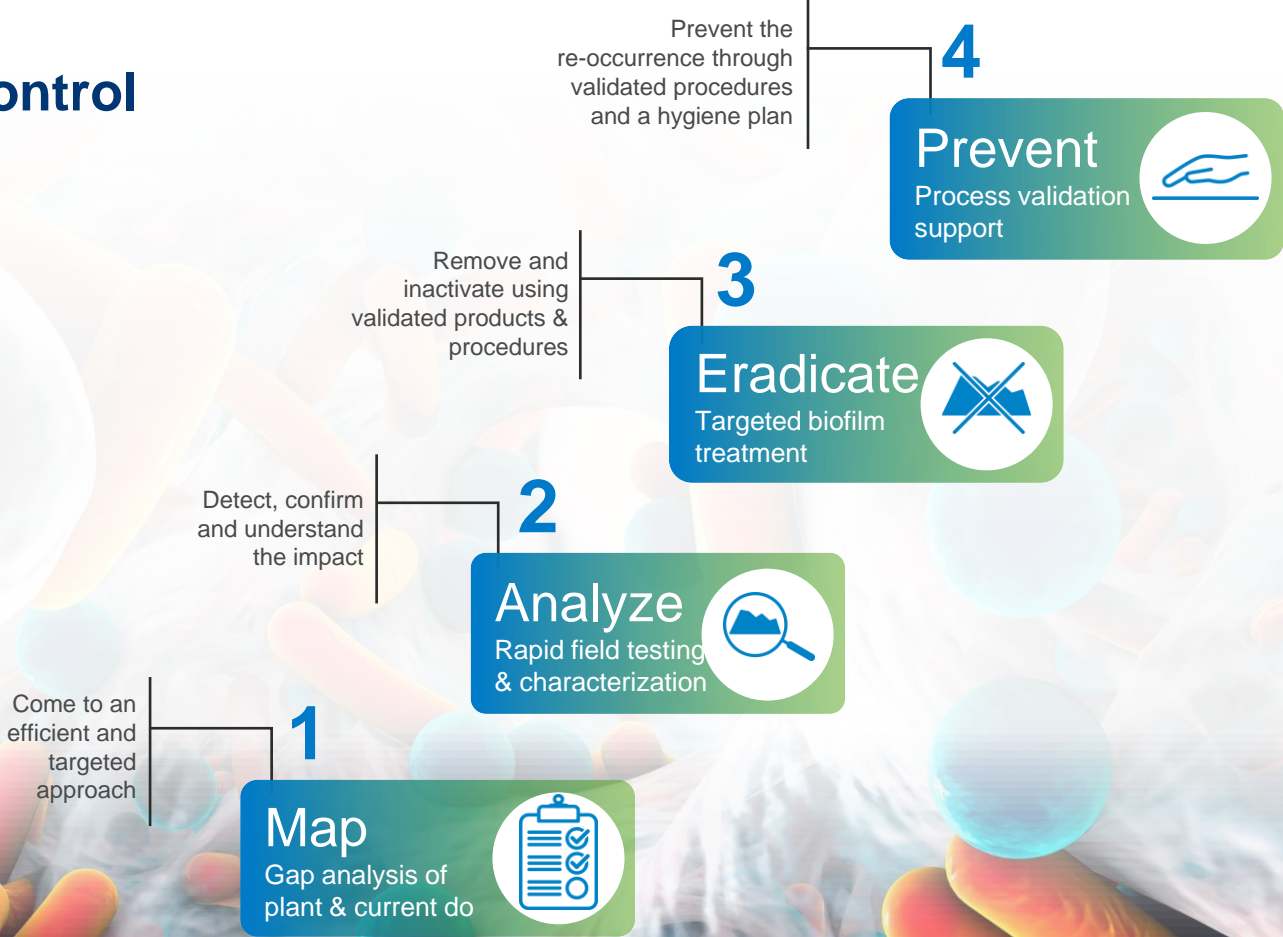 ontrol
Prevent the
re-occurrence through
validated procedures
and a hygiene plan
4
Prevent
Process validation
support
Remove and
inactivate using
validated products &
procedures
3
Eradicate
Targeted biofilm
treatment
Detect, confirm
and understand
the impact
2
Analyze
Rapid field testing
& characterization
Come to an
efficient and
targeted
approach
1
Map
Gap analysis of
plant & current do